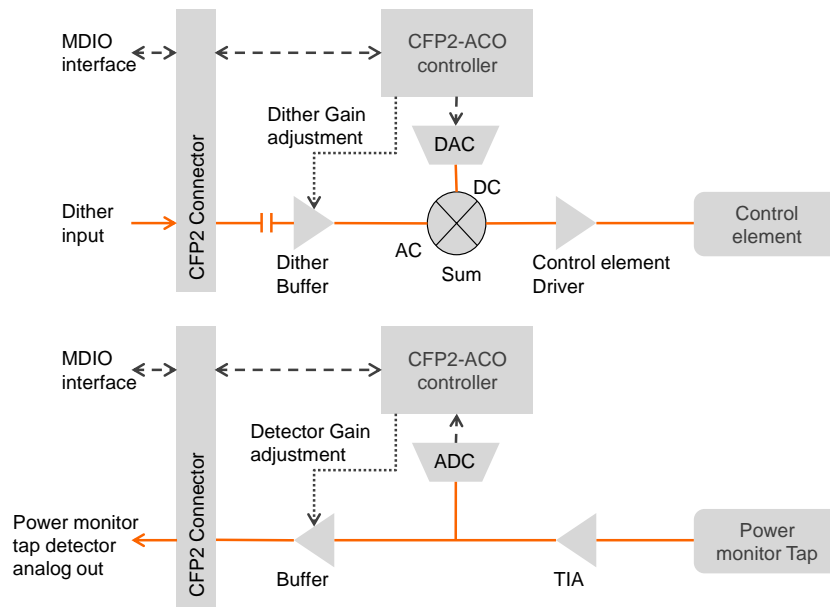 MDIO
interface
CFP2-ACO
controller
Dither Gain
adjustment
DAC
DC
CFP2 Connector
Dither
input
AC
Sum
Dither
Buffer
Control element
Driver
Control
element
MDIO
interface
CFP2-ACO
controller
Detector Gain
adjustment
ADC
CFP2 Connector
Power monitor
tap detector
analog out
Buffer
TIA
Power
monitor Tap